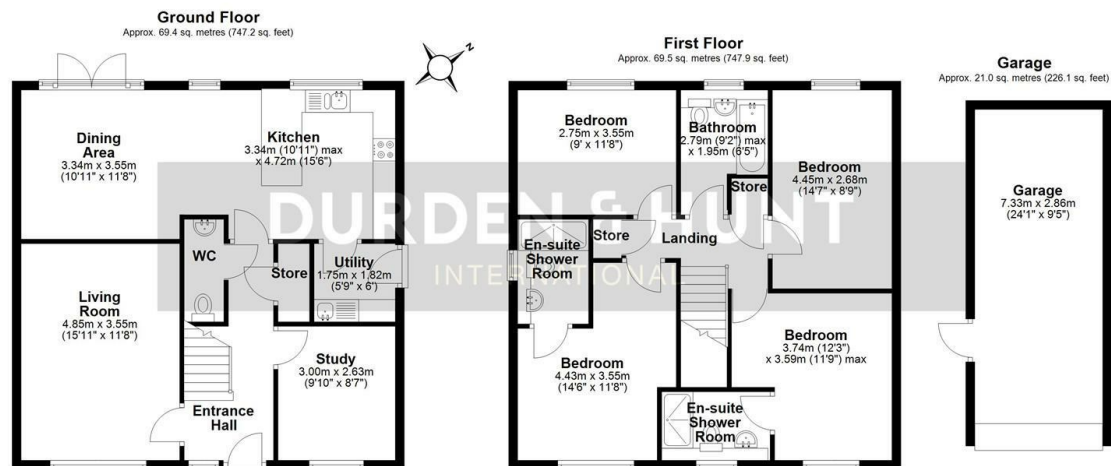 Ground Floor
Approx. 69.4 sq. metres (747.2 sq. feet)
Dining
Area
3.34m x 3.55m
(10'11" x 11'8")
Kitchen
3.34m (10'11") max
x 4.72m (15'6")
WC
Store
Utility
1.75m x 1.82m
(5'9" x 6')
Living
Room
4.85m x 3.55m
(15'11" x 11'8")
Study
3.00m x 2.63m
(9'10" x 8'7")
Entrance
Hall
N
First Floor
Approx. 69.5 sq. metres (747.9 sq. feet)
Bedroom
2.75m x 3.55m
(9' x 11'8")
Bathroom
2.79m (9'2") max
x 1.95m (6'5")
Bedroom
4.45m x 2.68m
(14'7" x 8'9")
Store
Store
Landing
En-suite
Shower
Room
Bedroom
4.43m x 3.55m
(14'6" x 11'8")
Bedroom
3.74m (12'3")
x 3.59m (11'9") max
En-suite
Shower
Room
Garage
Approx. 21.0 sq. metres (226.1 sq. feet)
Garage
7.33m x 2.86m
(24'1" x 9'5")
DURDEN & HUNT
INTERNATIONAL